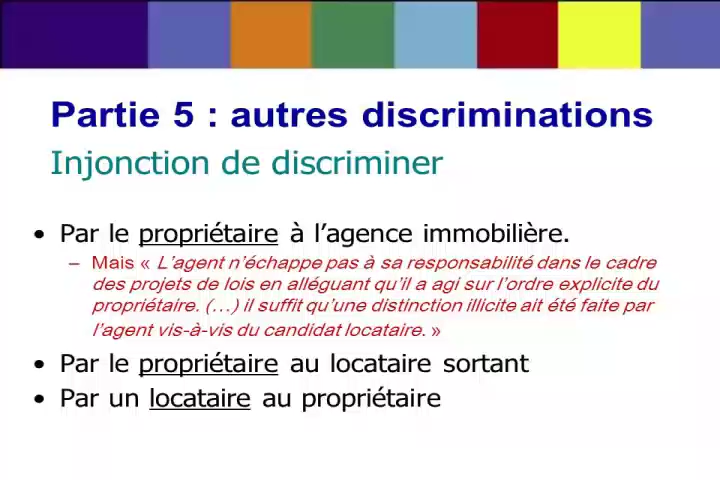 Partie 5 : autres discriminations
Injonction de discriminer
• Par le propriétaire à l’agence immobilière.
– Mais « L’agent n’échappe pas à sa responsabilité dans le cadre
des projets de lois en alléguant qu’il a agi sur l’ordre explicite du
propriétaire. (…) il suffit qu’une distinction illicite ait été faite par
l’agent vis-à-vis du candidat locataire. »
• Par le propriétaire au locataire sortant
• Par un locataire au propriétaire